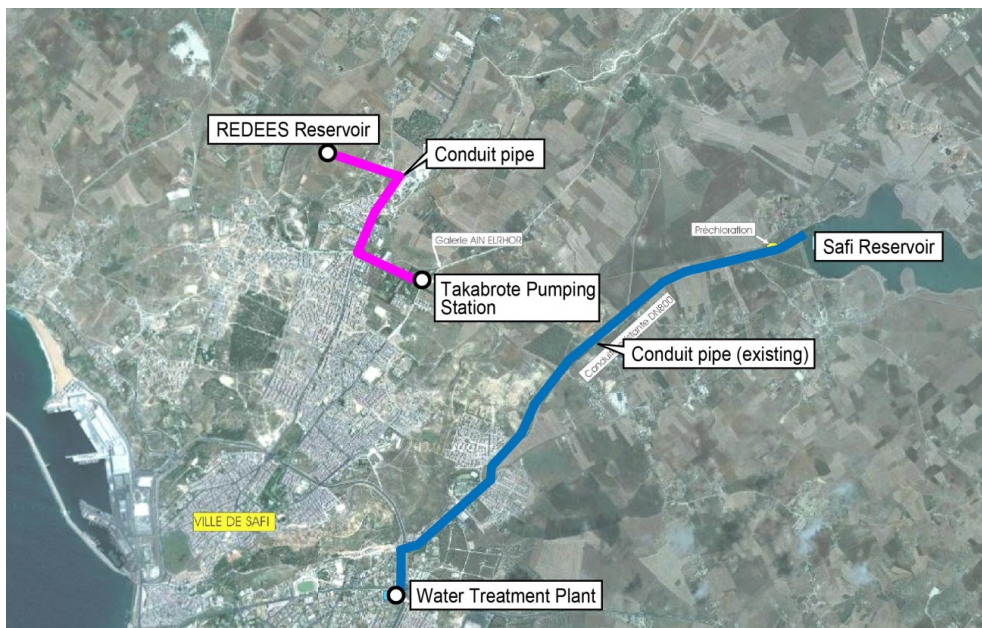 REDEES Reservoir
Conduit pipe
Préchloration
Galerie AIN ELRHOR
Safi Reservoir
Takabrote Pumping
Station
Conduit pipe (existing)
DN800
VILLE DE SAFI
Water Treatment Plant